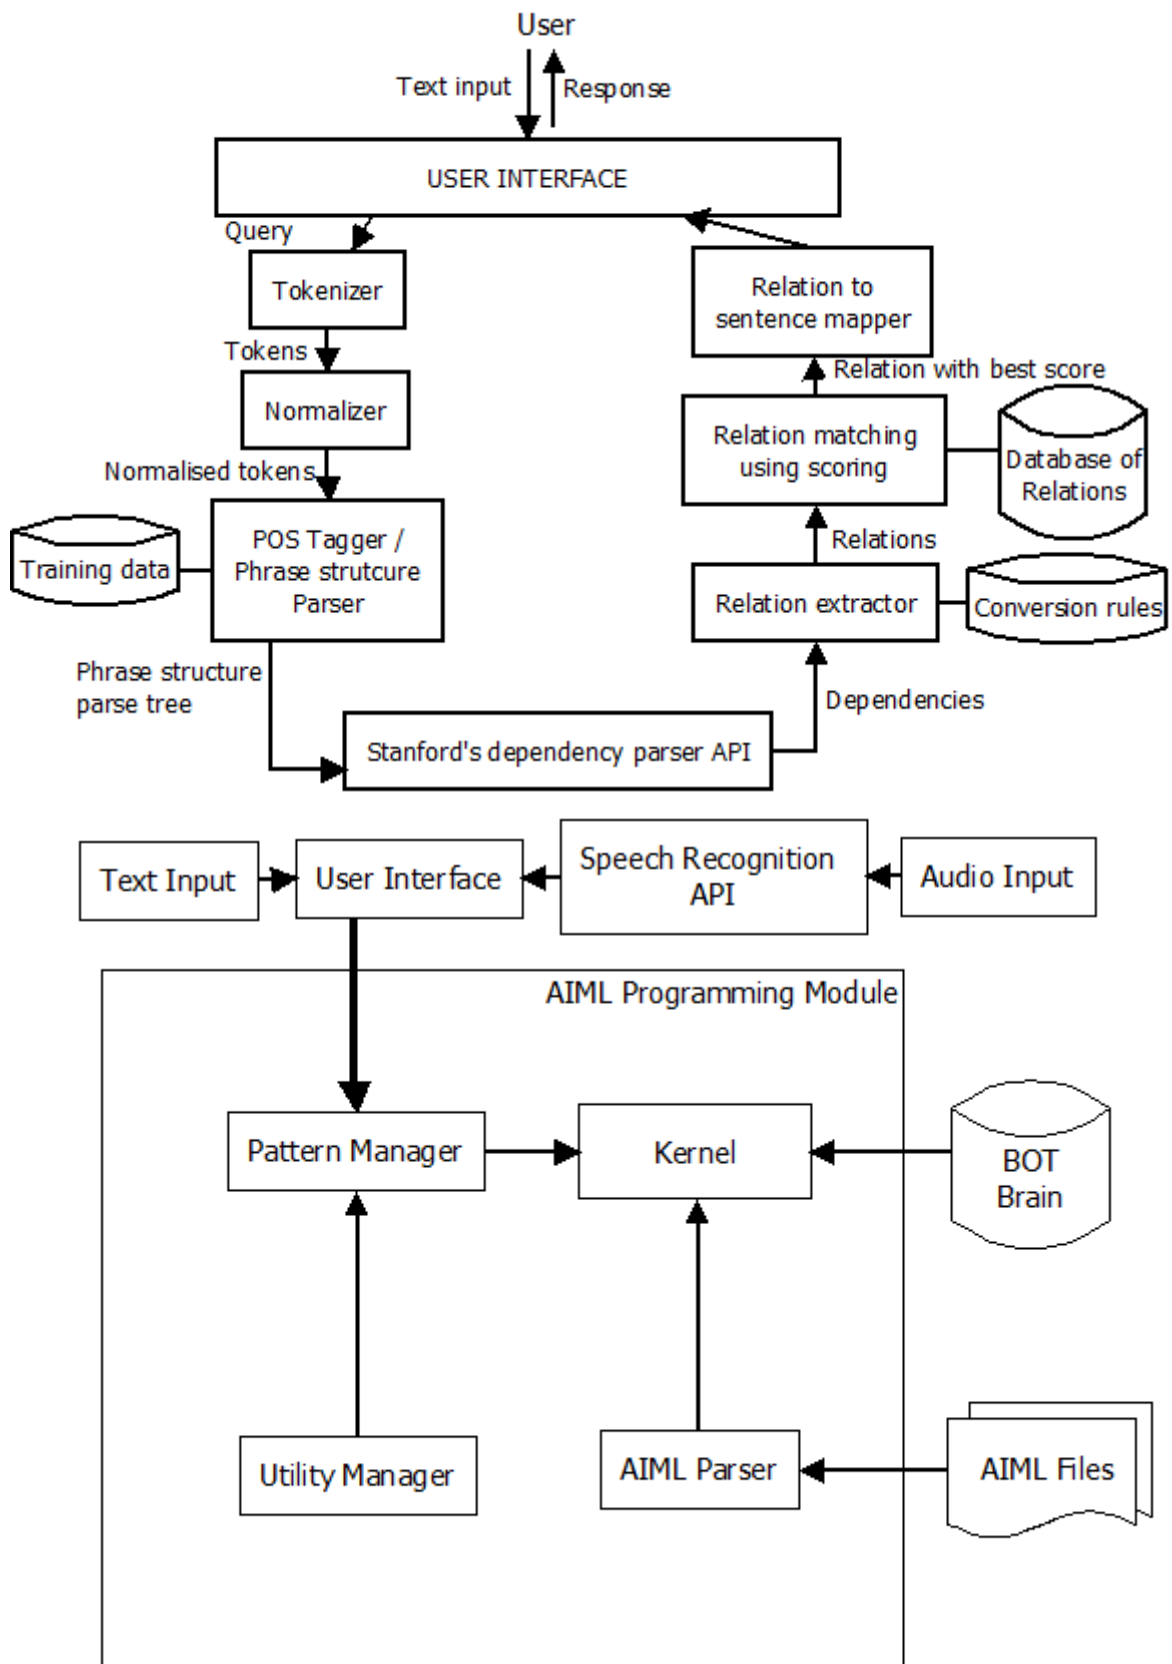 User
Text input
Response
USER INTERFACE
Query
Tokenizer
Tokens
Normalizer
Normalised tokens
POS Tagger /
Phrase strutcure
Parser
Training data
Phrase structure
parse tree
Stanford's dependency parser API
Dependencies
Relation extractor
Conversion rules
Relations
Relation matching
using scoring
Database of
Relations
Relation with best score
Relation to
sentence mapper
Text Input
User Interface
Speech Recognition
API
Audio Input
AIML Programming Module
Pattern Manager
Kernel
BOT
Brain
Utility Manager
AIML Parser
AIML Files